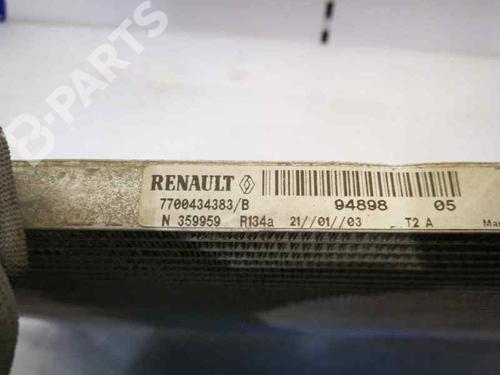 B-PARTS
RENAULT
7700434383/B 94898 05
N 359959 R134a 21//01//03 T2 A